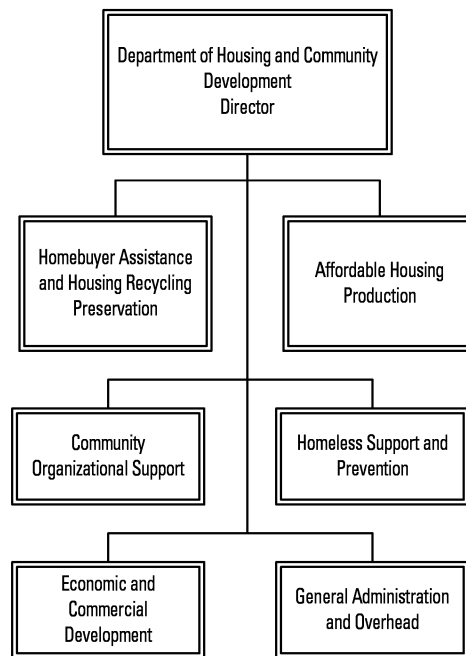 Department of Housing and Community
Development
Director
Homebuyer Assistance
and Housing Recycling
Preservation
Affordable Housing
Production
Community
Organizational Support
Homeless Support and
Prevention
Economic and
Commercial
Development
General Administration
and Overhead